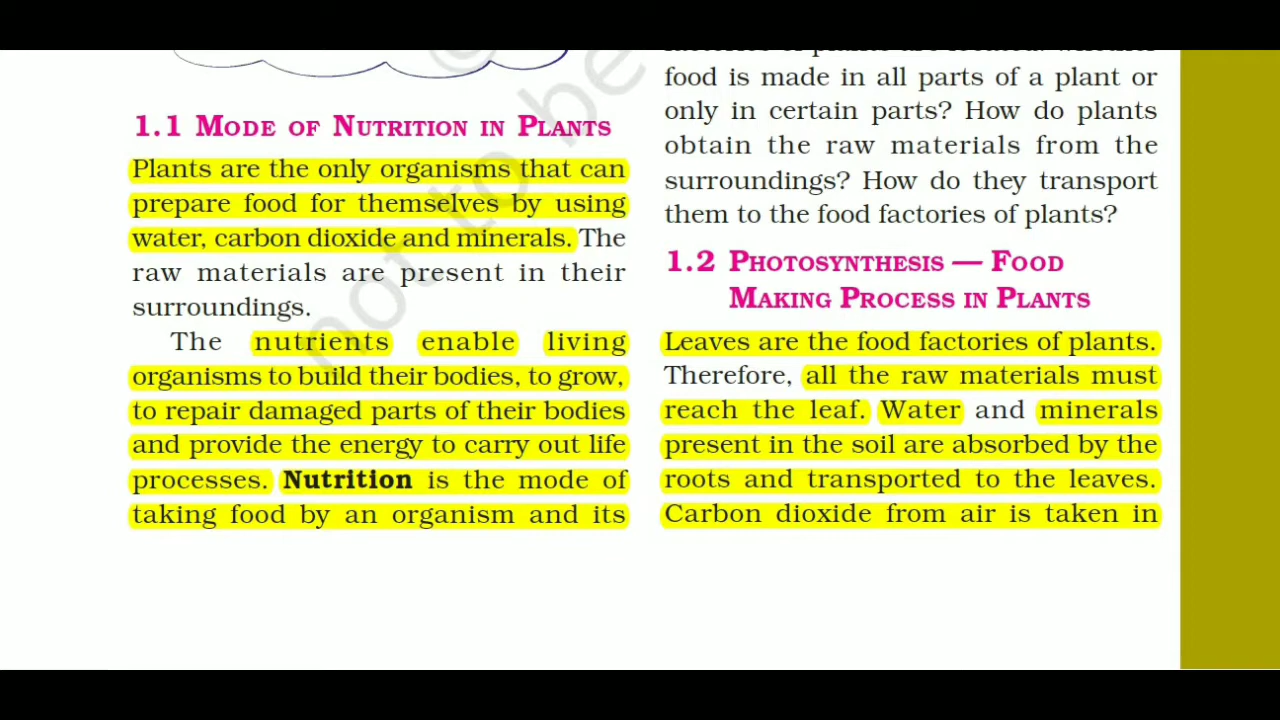 1.1 MODE OF NUTRITION IN PLANTS
Plants are the only organisms that can
prepare food for themselves by using
water, carbon dioxide and minerals. The
raw materials are present in their
surroundings.
The nutrients enable living
organisms to build their bodies, to grow,
to repair damaged parts of their bodies
and provide the energy to carry out life
processes. Nutrition is the mode of
taking food by an organism and its
food is made in all parts of a plant or
only in certain parts? How do plants
obtain the raw materials from the
surroundings? How do they transport
them to the food factories of plants?
1.2 PHOTOSYNTHESIS — FOOD
MAKING PROCESS IN PLANTS
Leaves are the food factories of plants.
Therefore, all the raw materials must
reach the leaf. Water and minerals
present in the soil are absorbed by the
roots and transported to the leaves.
Carbon dioxide from air is taken in
©
not to be